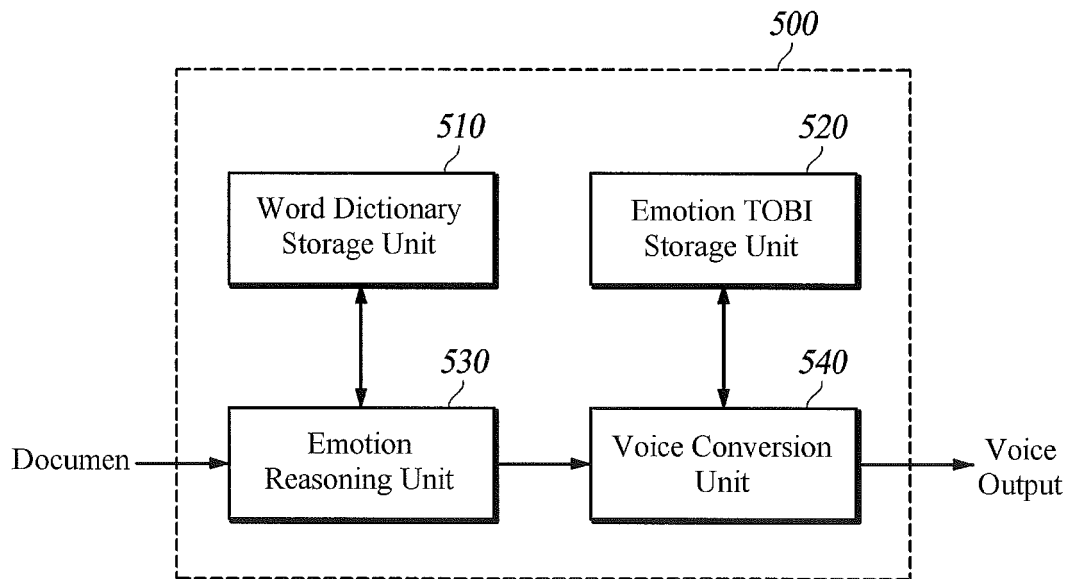 500
510
520
Word Dictionary
Storage Unit
Emotion TOBI
Storage Unit
530
540
Documen
Emotion
Reasoning Unit
Voice Conversion
Unit
Voice
Output